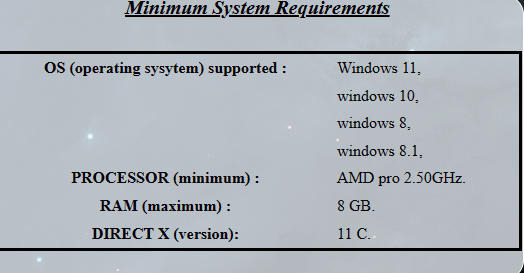 Minimum System Requirements
OS (operating sysytem) supported : Windows 11,
windows 10,
windows 8,
windows 8.1,
PROCESSOR (minimum) : AMD pro 2.50GHz.
RAM (maximum) : 8 GB.
DIRECT X (version): 11 C.